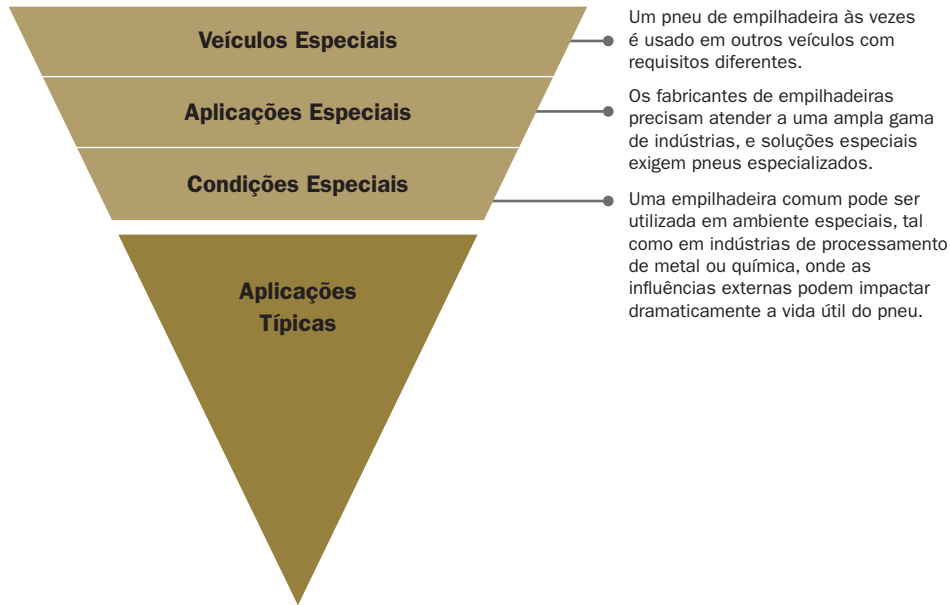 Veículos Especiais
Um pneu de empilhadeira às vezes
é usado em outros veículos com
requisitos diferentes.
Aplicações Especiais
Os fabricantes de empilhadeiras
precisam atender a uma ampla gama
de indústrias, e soluções especiais
exigem pneus especializados.
Condições Especiais
Uma empilhadeira comum pode ser
utilizada em ambiente especiais, tal
como em indústrias de processamento
de metal ou química, onde as
influências externas podem impactar
dramaticamente a vida útil do pneu.
Aplicações
Típicas